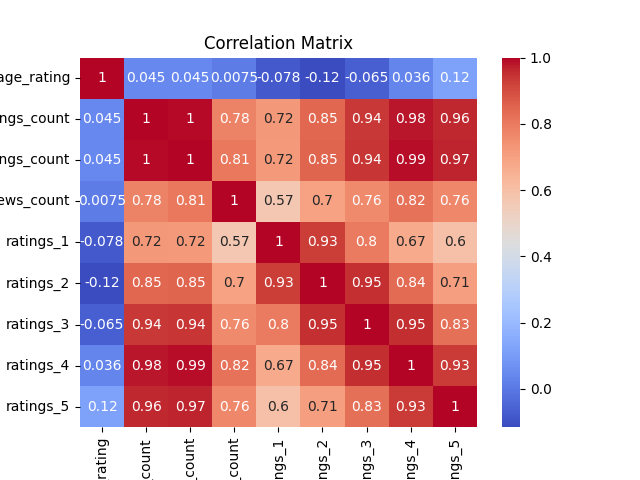 Correlation Matrix
age_rating 1 0.045 0.045 0.0075 -0.078 -0.12 -0.065 0.036 0.12
ngs_count 0.045 1 1 0.78 0.72 0.85 0.94 0.98 0.96
ngs_count 0.045 1 1 0.81 0.72 0.85 0.94 0.99 0.97
ews_count 0.0075 0.78 0.81 1 0.57 0.7 0.76 0.82 0.76
ratings_1 -0.078 0.72 0.72 0.57 1 0.93 0.8 0.67 0.6
ratings_2 -0.12 0.85 0.85 0.7 0.93 1 0.95 0.84 0.71
ratings_3 -0.065 0.94 0.94 0.76 0.8 0.95 1 0.95 0.83
ratings_4 0.036 0.98 0.99 0.82 0.67 0.84 0.95 1 0.93
ratings_5 0.12 0.96 0.97 0.76 0.6 0.71 0.83 0.93 1
_rating
_count
_count
_count
ngs_1
ngs_2
ngs_3
ngs_4
ngs_5
1.0
0.8
0.6
0.4
0.2
0.0